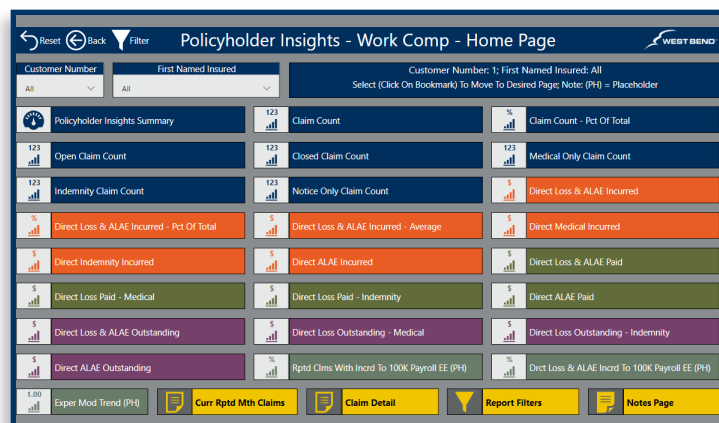 Reset Back Filter Policyholder Insights - Work Comp - Home Page WEST BEND
Customer Number First Named Insured
All All
Customer Number: 1; First Named Insured: All
Select (Click On Bookmark) To Move To Desired Page; Note: (PH) = Placeholder
Policyholder Insights Summary 123 Claim Count % Claim Count - Pct Of Total
123 Open Claim Count 123 Closed Claim Count 123 Medical Only Claim Count
123 Indemnity Claim Count 123 Notice Only Claim Count $ Direct Loss & ALAE Incurred
% Direct Loss & ALAE Incurred - Pct Of Total $ Direct Loss & ALAE Incurred - Average $ Direct Medical Incurred
$ Direct Indemnity Incurred $ Direct ALAE Incurred $ Direct Loss & ALAE Paid
$ Direct Loss Paid - Medical $ Direct Loss Paid - Indemnity $ Direct ALAE Paid
$ Direct Loss & ALAE Outstanding $ Direct Loss Outstanding - Medical $ Direct Loss Outstanding - Indemnity
$ Direct ALAE Outstanding % Rptd Clms With Incrd To 100K Payroll EE (PH) % Drct Loss & ALAE Incrd To 100K Payroll EE (PH)
1.00 Exper Mod Trend (PH) Curr Rptd Mth Claims Claim Detail Report Filters Notes Page